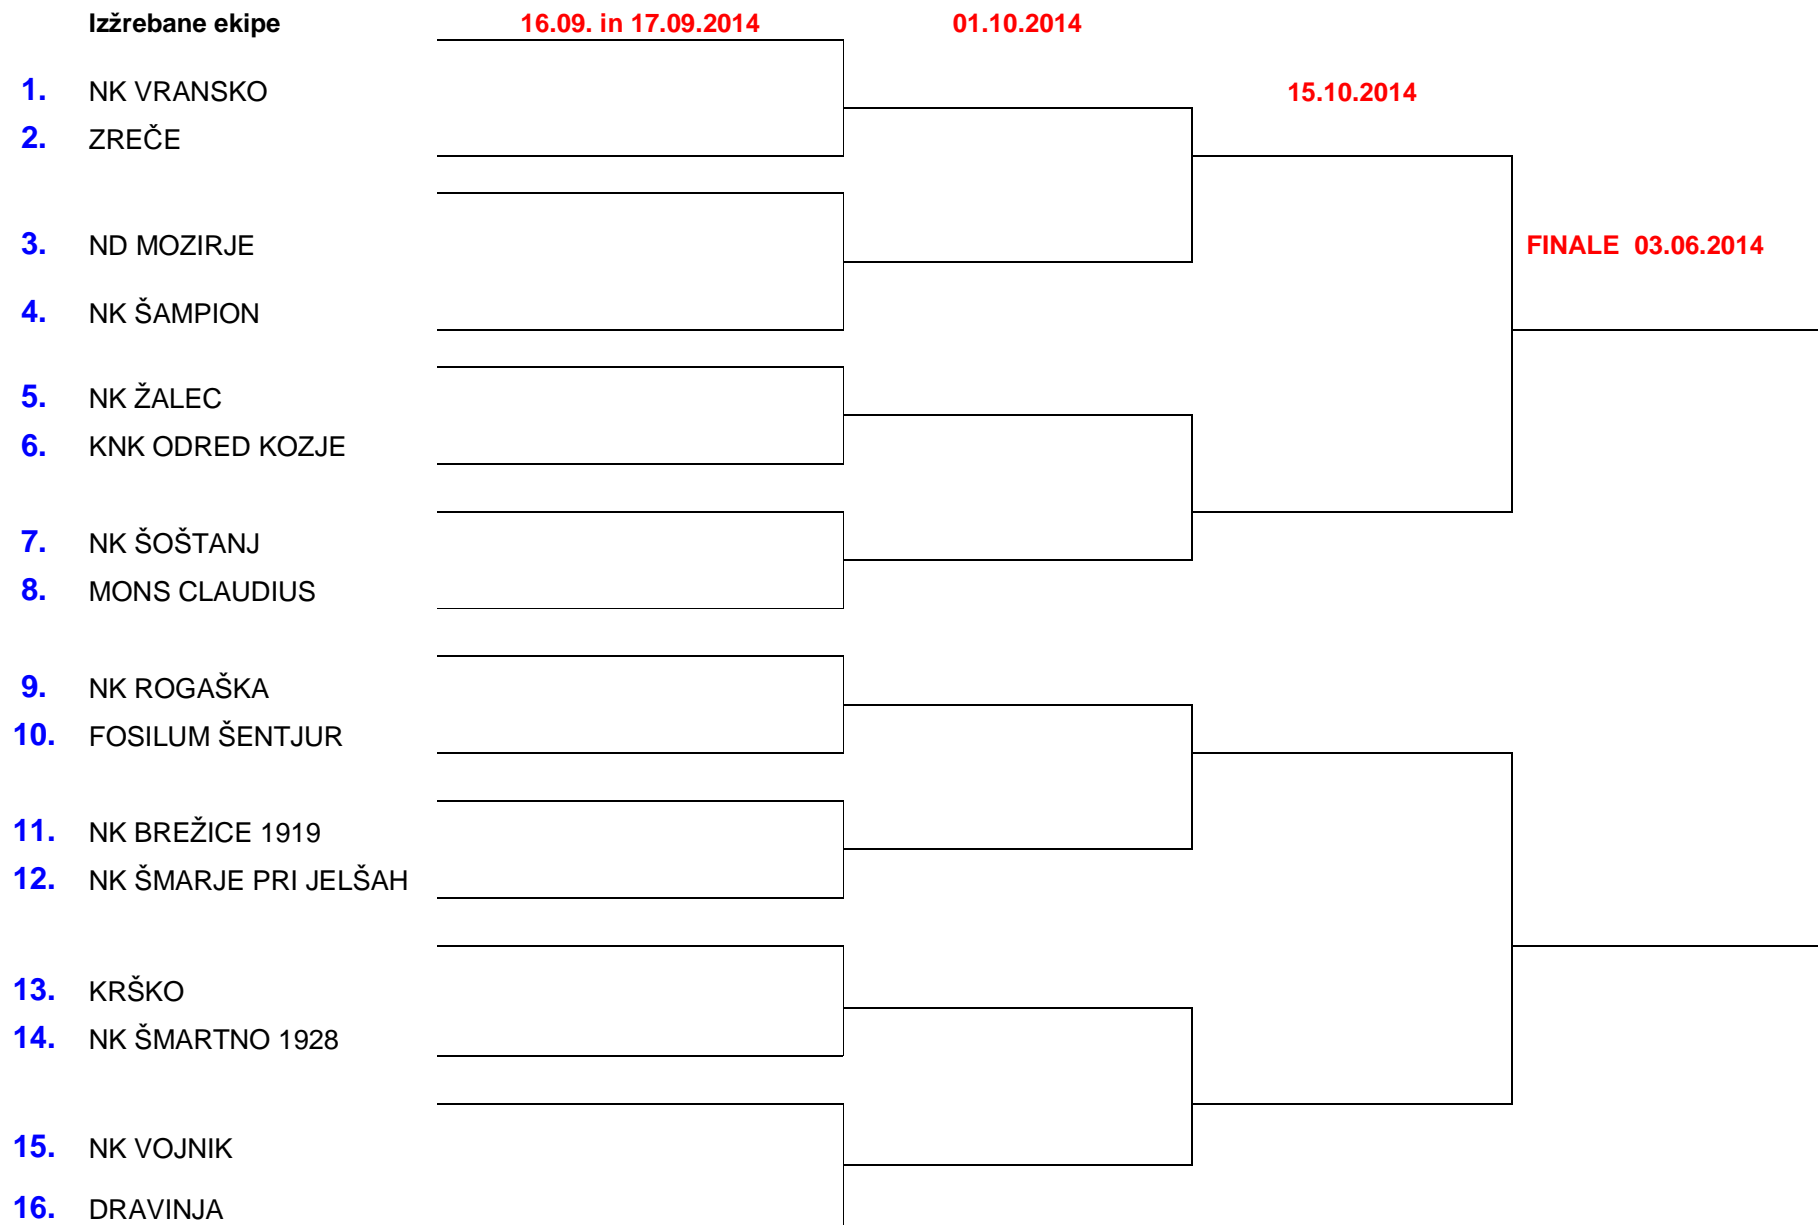 Izžrebane ekipe 16.09. in 17.09.2014 01.10.2014
1. NK VRANSKO 15.10.2014
2. ZREČE
3. ND MOZIRJE FINALE 03.06.2014
4. NK ŠAMPION
5. NK ŽALEC
6. KNK ODRED KOZJE
7. NK ŠOŠTANJ
8. MONS CLAUDIUS
9. NK ROGAŠKA
10. FOSILUM ŠENTJUR
11. NK BREŽICE 1919
12. NK ŠMARJE PRI JELŠAH
13. KRŠKO
14. NK ŠMARTNO 1928
15. NK VOJNIK
16. DRAVINJA